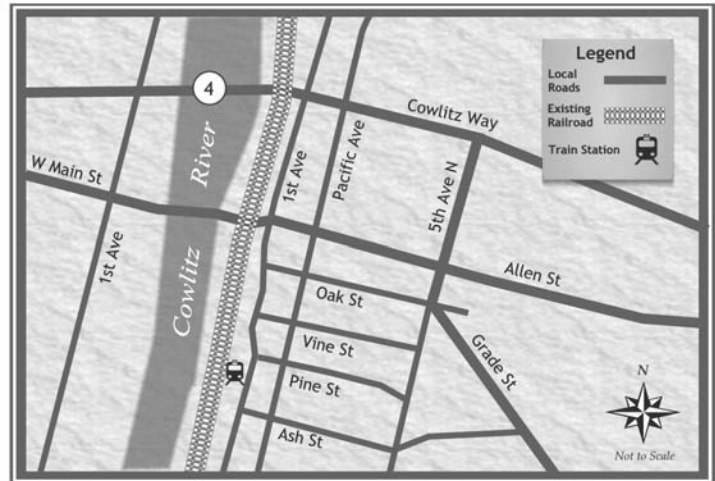 Legend
Local
Roads
Existing
Railroad
Train Station
4
Cowlitz Way
1st Ave
Pacific Ave
5th Ave N
W Main St
1st Ave
Cowlitz River
Allen St
Oak St
Vine St
Pine St
Ash St
Grade St
N
Not to Scale